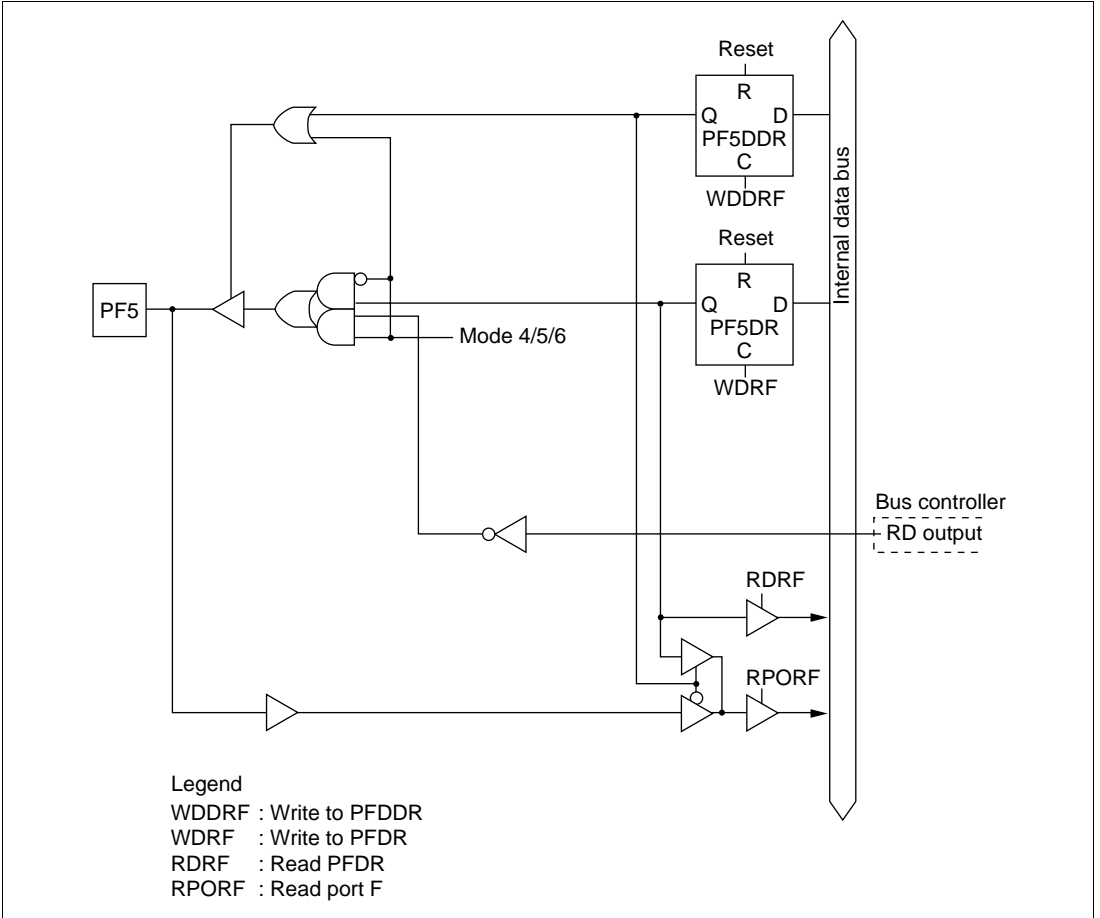 Reset
R
Q D
PF5DDR
C
WDDRF
Internal data bus
Reset
R
Q D
PF5DR
C
WDRF
PF5
Mode 4/5/6
Bus controller
RD output
RDRF
RPORF
Legend
WDDRF : Write to PFDDR
WDRF : Write to PFDR
RDRF : Read PFDR
RPORF : Read port F